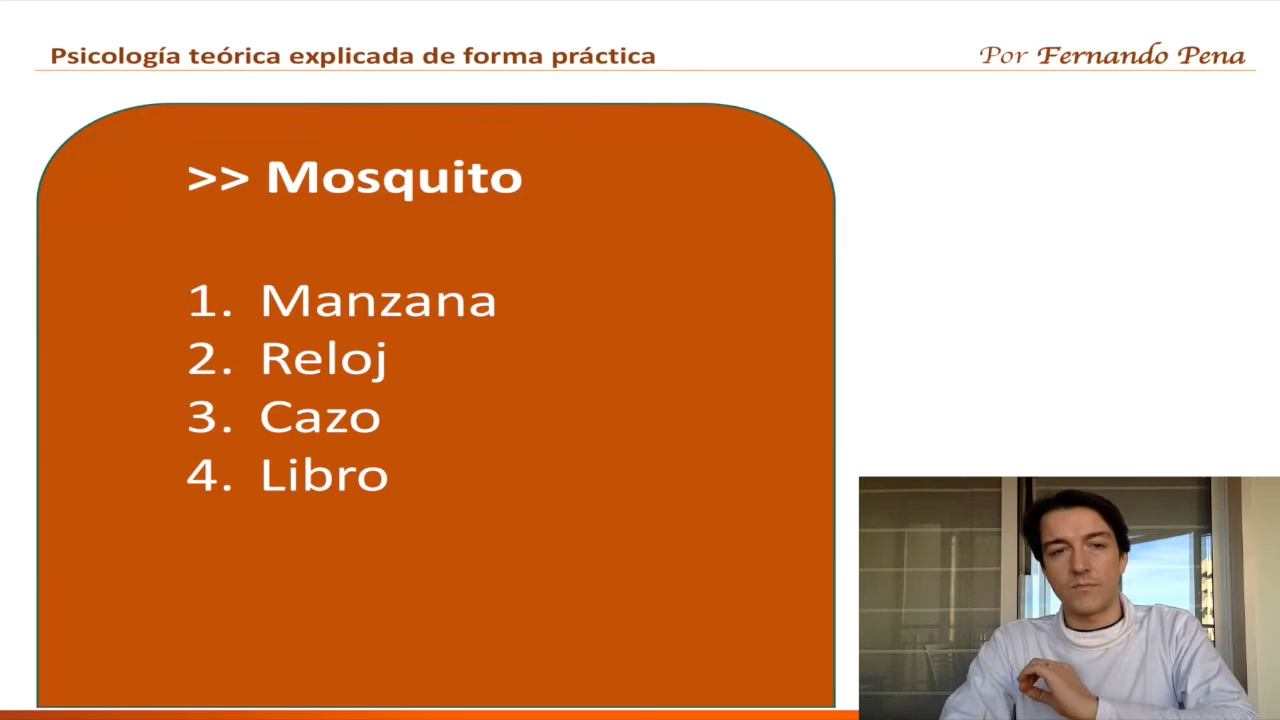 Psicología teórica explicada de forma práctica
Por Fernando Pena
>> Mosquito
1. Manzana
2. Reloj
3. Cazo
4. Libro